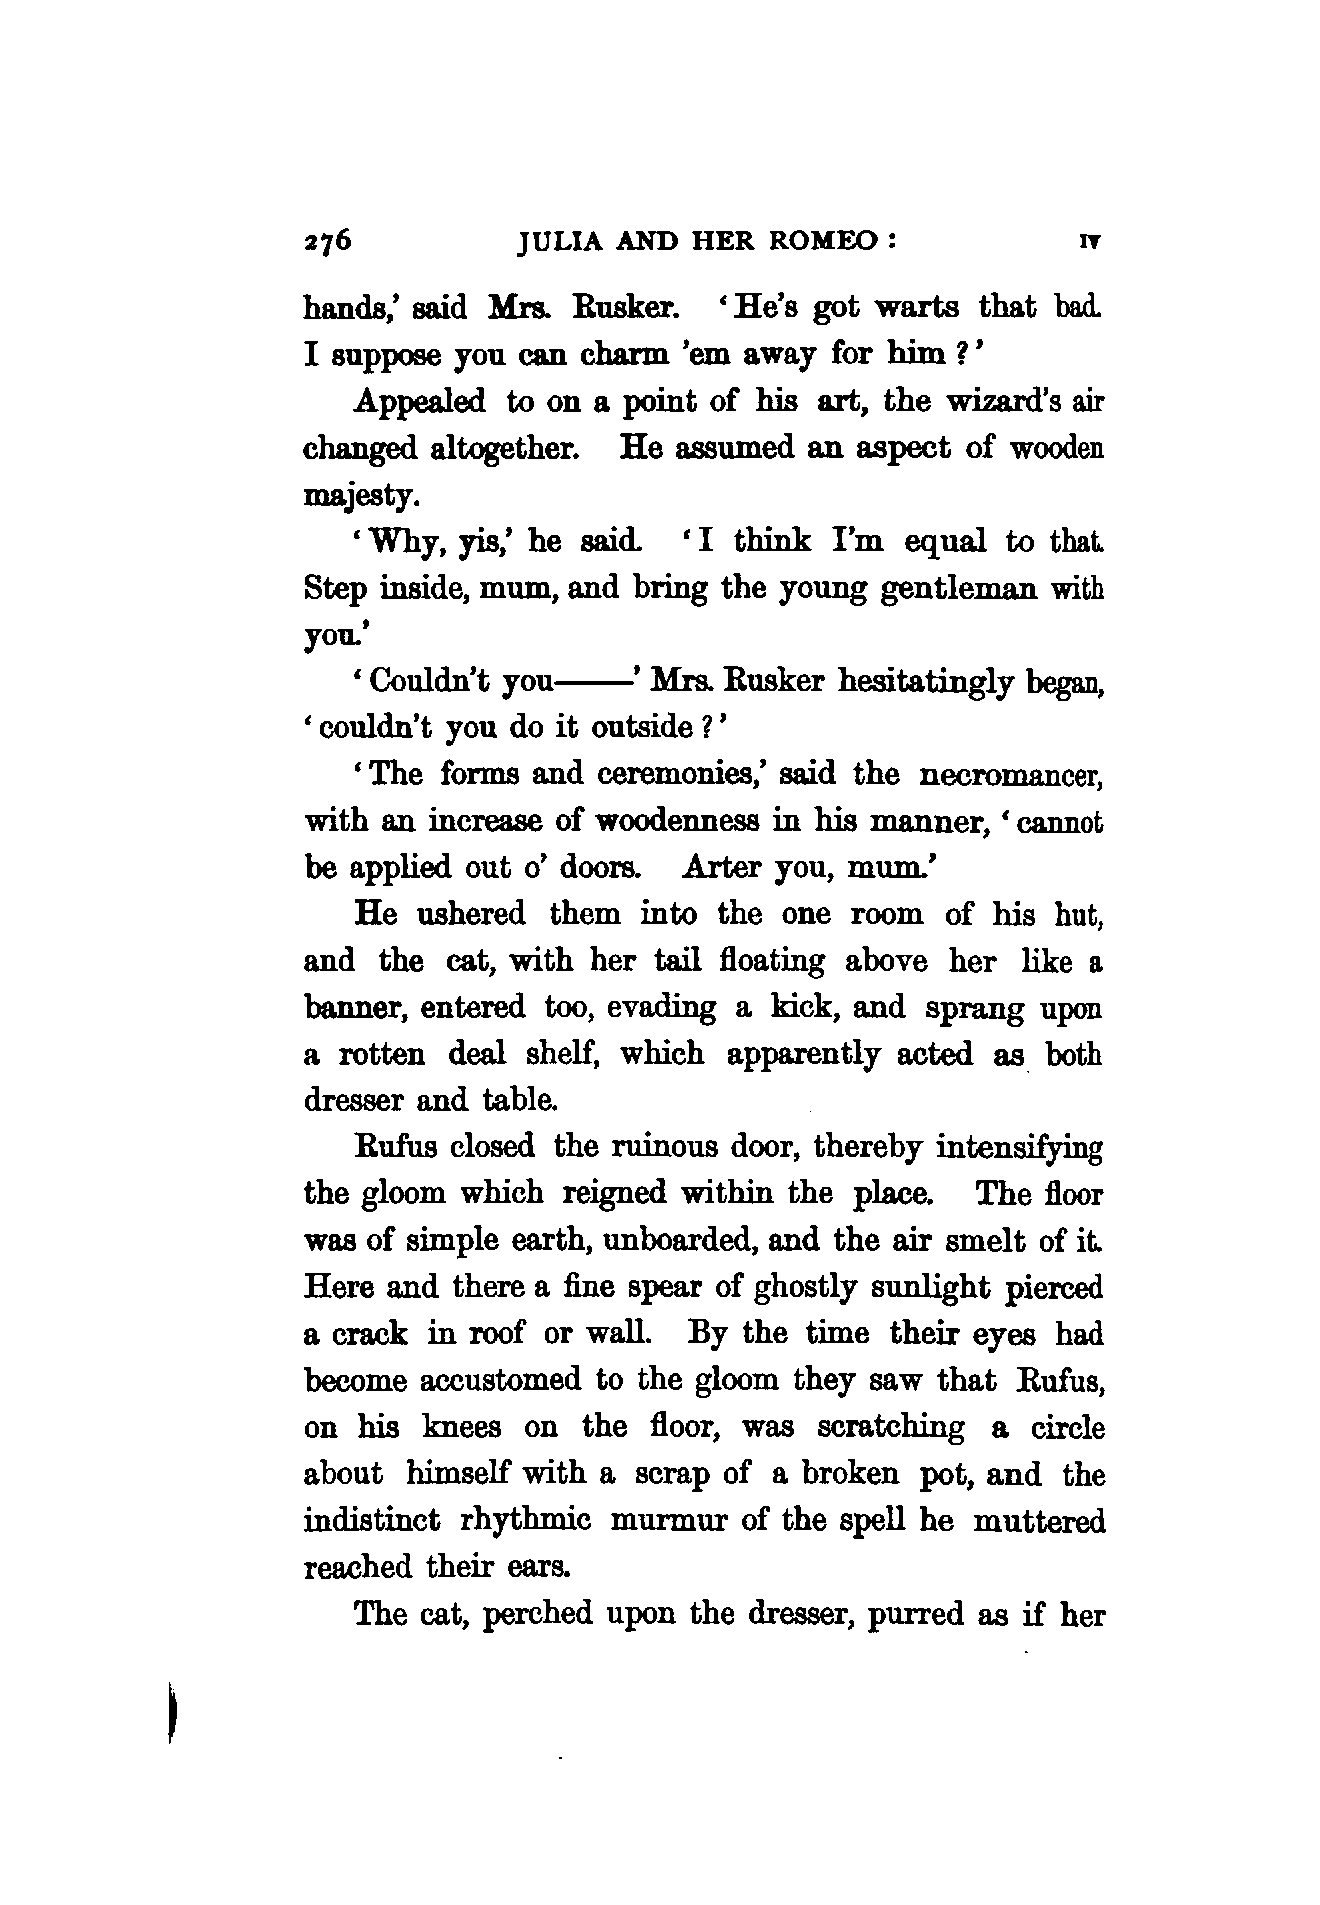 276 JULIA AND HER ROMEO : IV
hands,’ said Mrs. Rusker. ‘He’s got warts that bad.
I suppose you can charm ’em away for him ?’
Appealed to on a point of his art, the wizard’s air
changed altogether. He assumed an aspect of wooden
majesty.
‘Why, yis,’ he said. ‘I think I’m equal to that.
Step inside, mum, and bring the young gentleman with
you.’
‘Couldn’t you——’ Mrs. Rusker hesitatingly began,
‘couldn’t you do it outside ?’
‘The forms and ceremonies,’ said the necromancer,
with an increase of woodenness in his manner, ‘cannot
be applied out o’ doors. Arter you, mum.’
He ushered them into the one room of his hut,
and the cat, with her tail floating above her like a
banner, entered too, evading a kick, and sprang upon
a rotten deal shelf, which apparently acted as both
dresser and table.
Rufus closed the ruinous door, thereby intensifying
the gloom which reigned within the place. The floor
was of simple earth, unboarded, and the air smelt of it.
Here and there a fine spear of ghostly sunlight pierced
a crack in roof or wall. By the time their eyes had
become accustomed to the gloom they saw that Rufus,
on his knees on the floor, was scratching a circle
about himself with a scrap of a broken pot, and the
indistinct rhythmic murmur of the spell he muttered
reached their ears.
The cat, perched upon the dresser, purred as if her